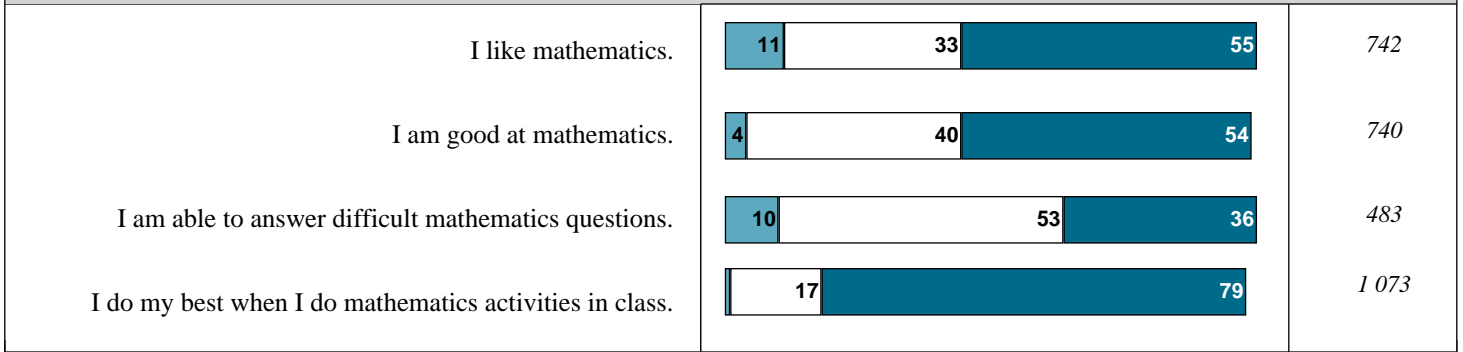 I like mathematics. 11 33 55 742
I am good at mathematics. 4 40 54 740
I am able to answer difficult mathematics questions. 10 53 36 483
I do my best when I do mathematics activities in class. 17 79 1 073